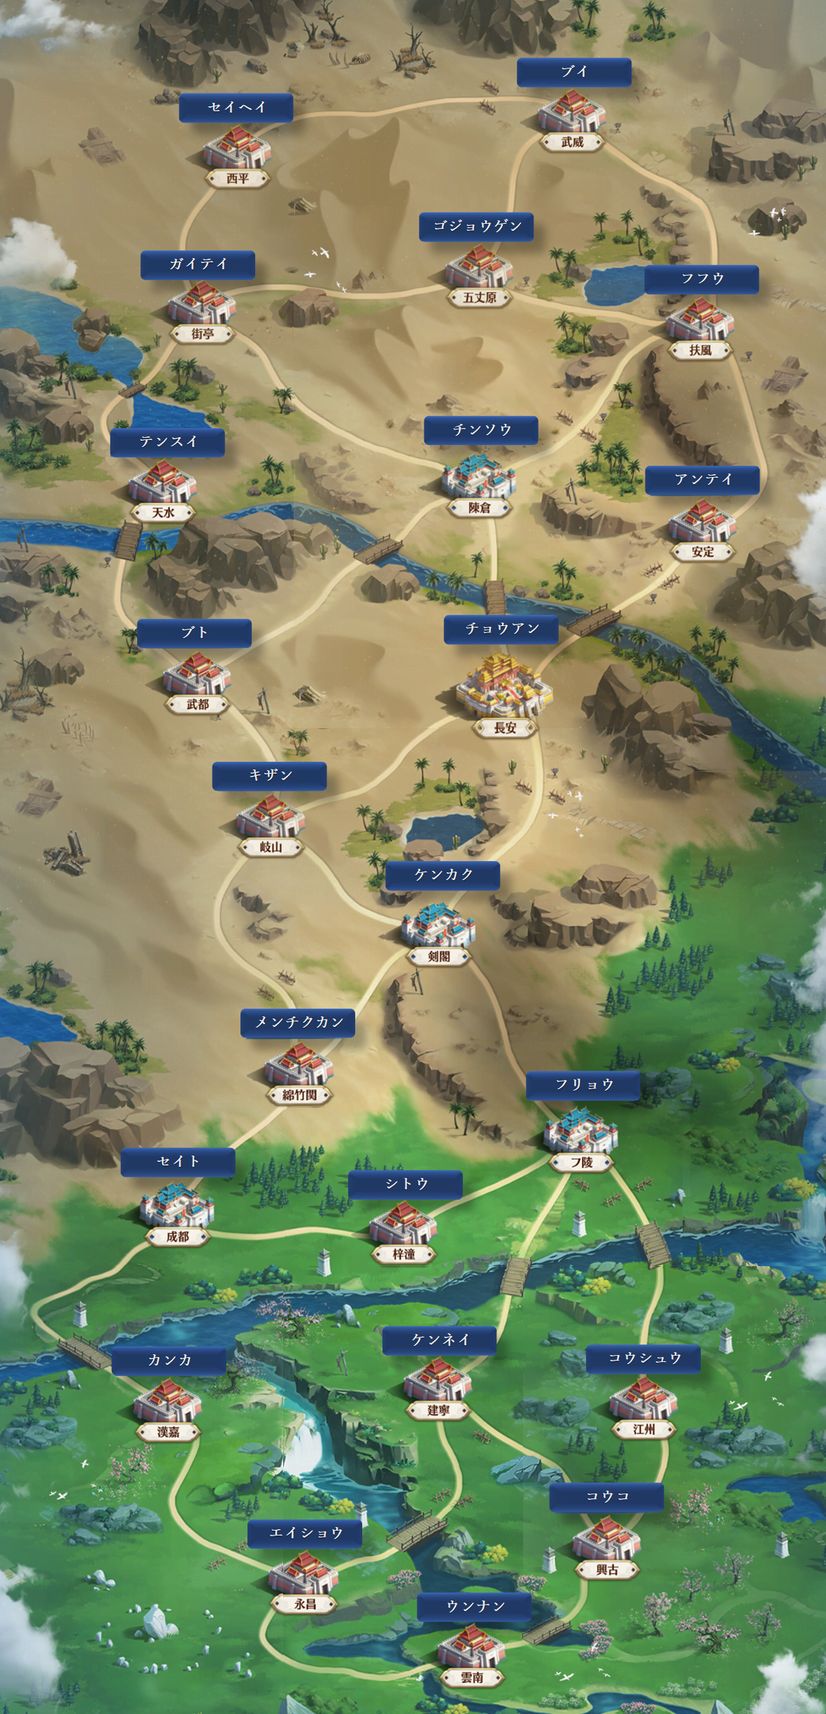 ブイ
武威
セイヘイ
西平
ゴジョウゲン
五丈原
ガイテイ
街亭
フフウ
扶風
チンソウ
陳倉
テンスイ
天水
アンテイ
安定
チョウアン
長安
ブト
武都
キザン
岐山
ケンカク
剣閣
メンチクカン
綿竹関
フリョウ
フ陵
セイト
成都
シトウ
梓潼
ケンネイ
建寧
コウシュウ
江州
カンカ
漢嘉
コウコ
興古
エイショウ
永昌
ウンナン
雲南